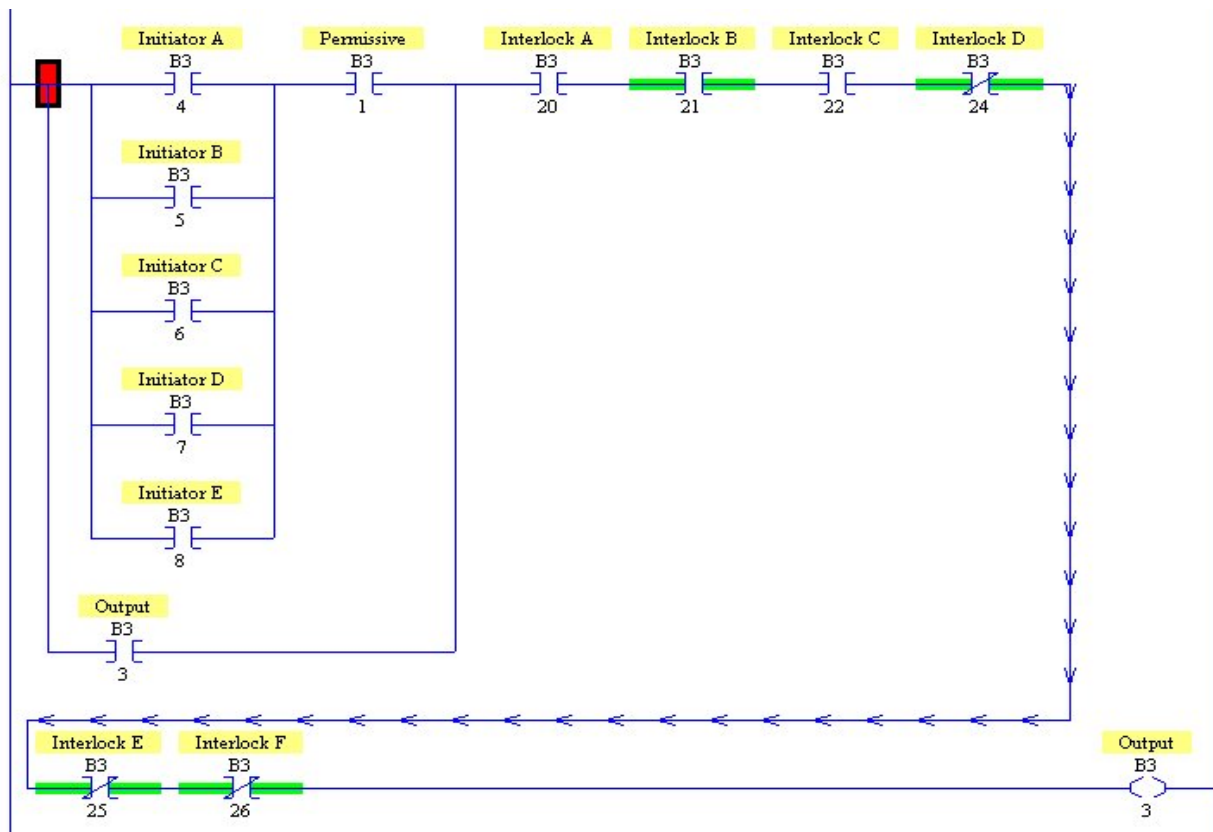 Initiator A Permissive Interlock A Interlock B Interlock C Interlock D
B3 B3 B3 B3 B3 B3
4 1 20 21 22 24
Initiator B
B3
5
Initiator C
B3
6
Initiator D
B3
7
Initiator E
B3
8
Output
B3
3
Interlock E Interlock F Output
B3 B3 B3
25 26 3